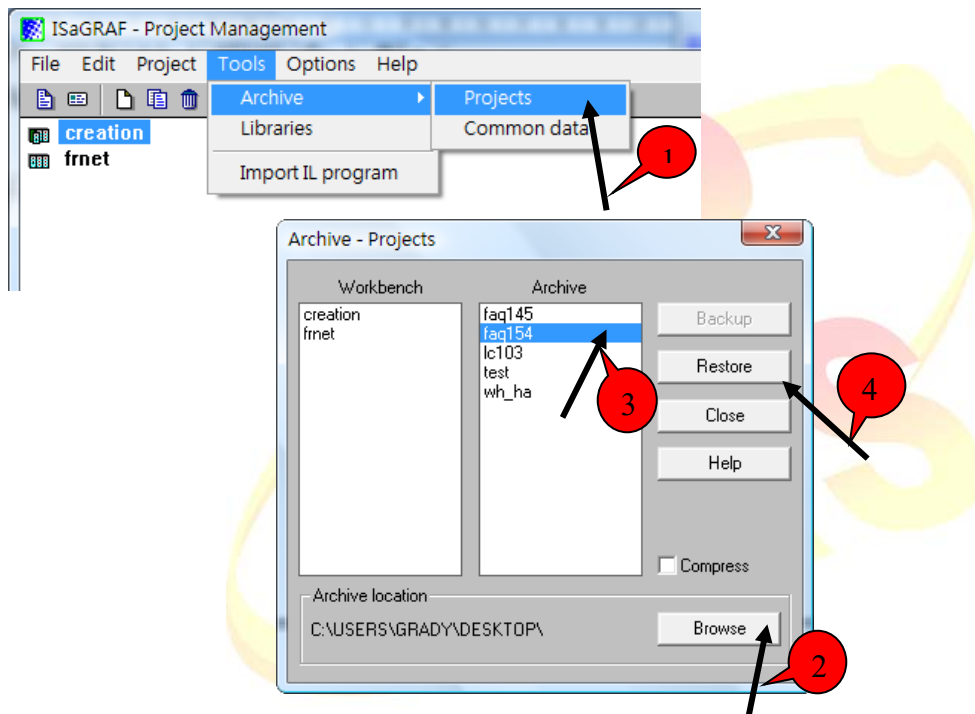 ISaGRAF - Project Management
File Edit Project Tools Options Help
Archive Projects
Libraries Common data
Import IL program
creation
frnet
1
Archive - Projects
Workbench Archive
creation
frnet
faq145
faq154
lc103
test
wh_ha
Backup
Restore
Close
Help
3
4
Compress
Archive location
C:\USERS\GRADY\DESKTOP\ Browse
2